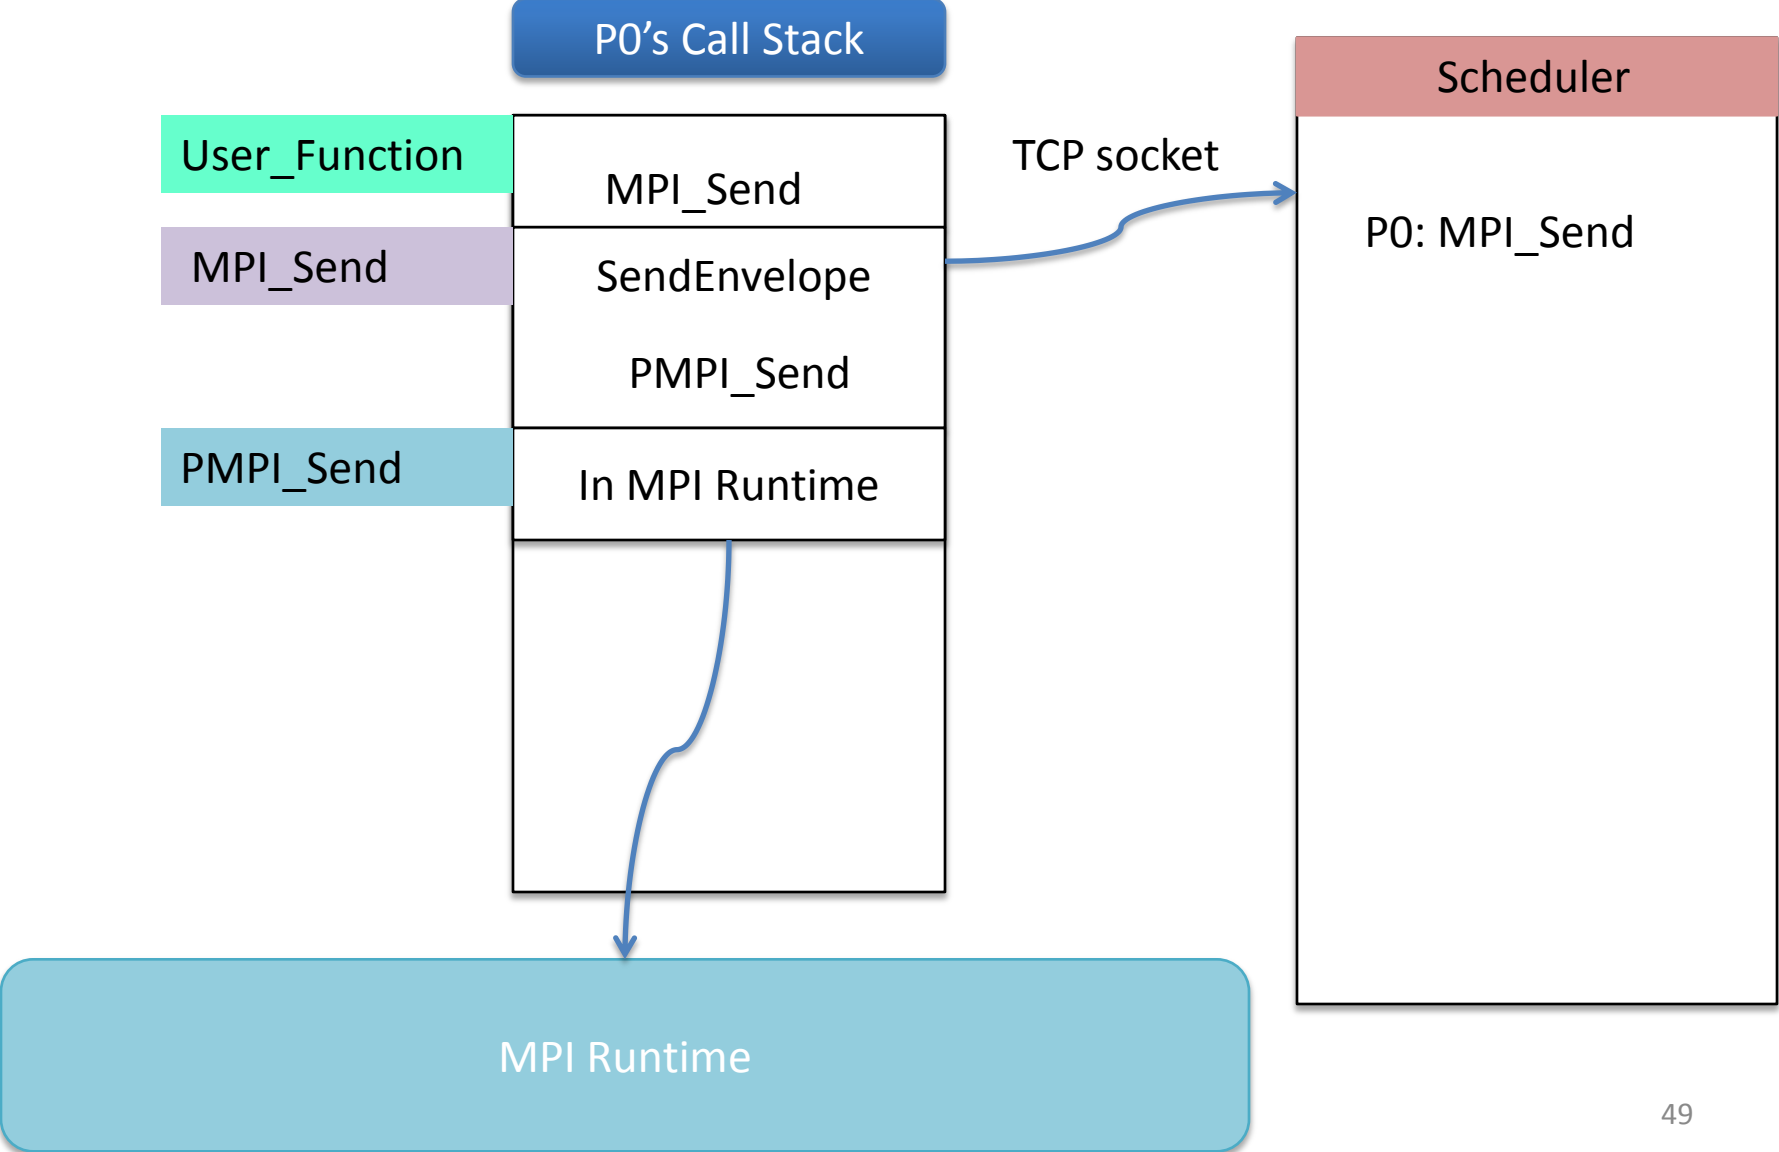 P0’s Call Stack
Scheduler
User_Function
MPI_Send
TCP socket
P0: MPI_Send
MPI_Send
SendEnvelope
PMPI_Send
PMPI_Send
In MPI Runtime
MPI Runtime
49